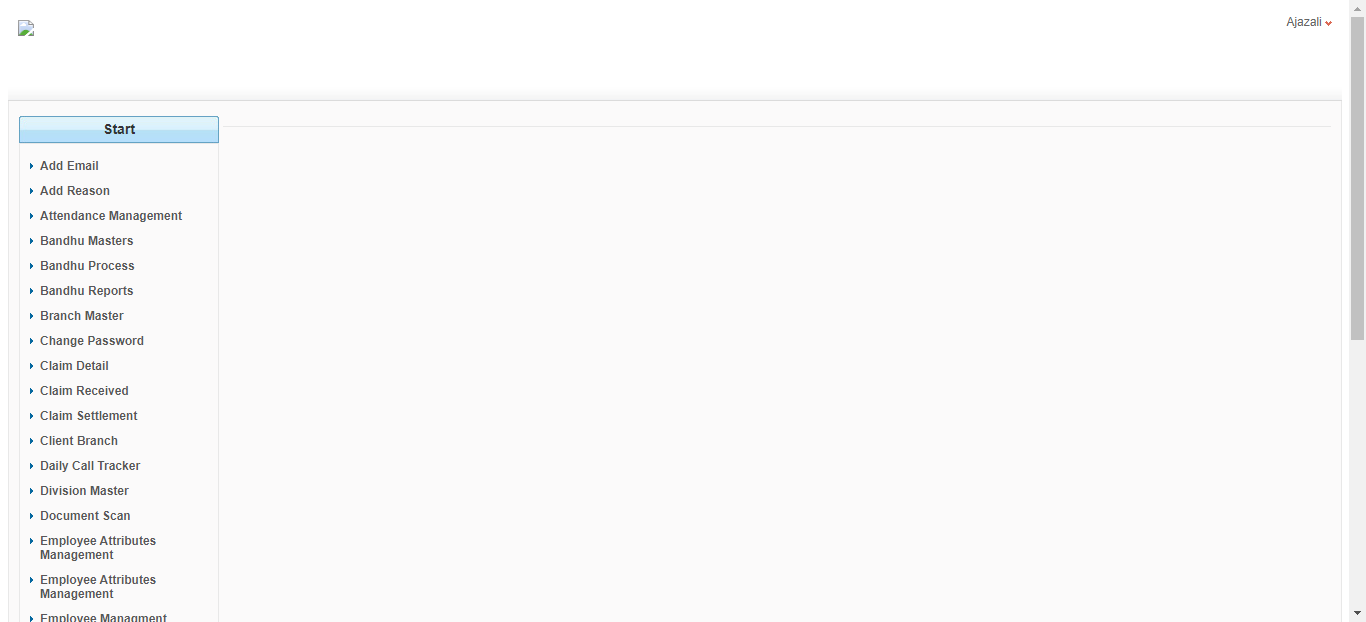 Ajazali
Start
Add Email
Add Reason
Attendance Management
Bandhu Masters
Bandhu Process
Bandhu Reports
Branch Master
Change Password
Claim Detail
Claim Received
Claim Settlement
Client Branch
Daily Call Tracker
Division Master
Document Scan
Employee Attributes
Management
Employee Attributes
Management
Employee Managment